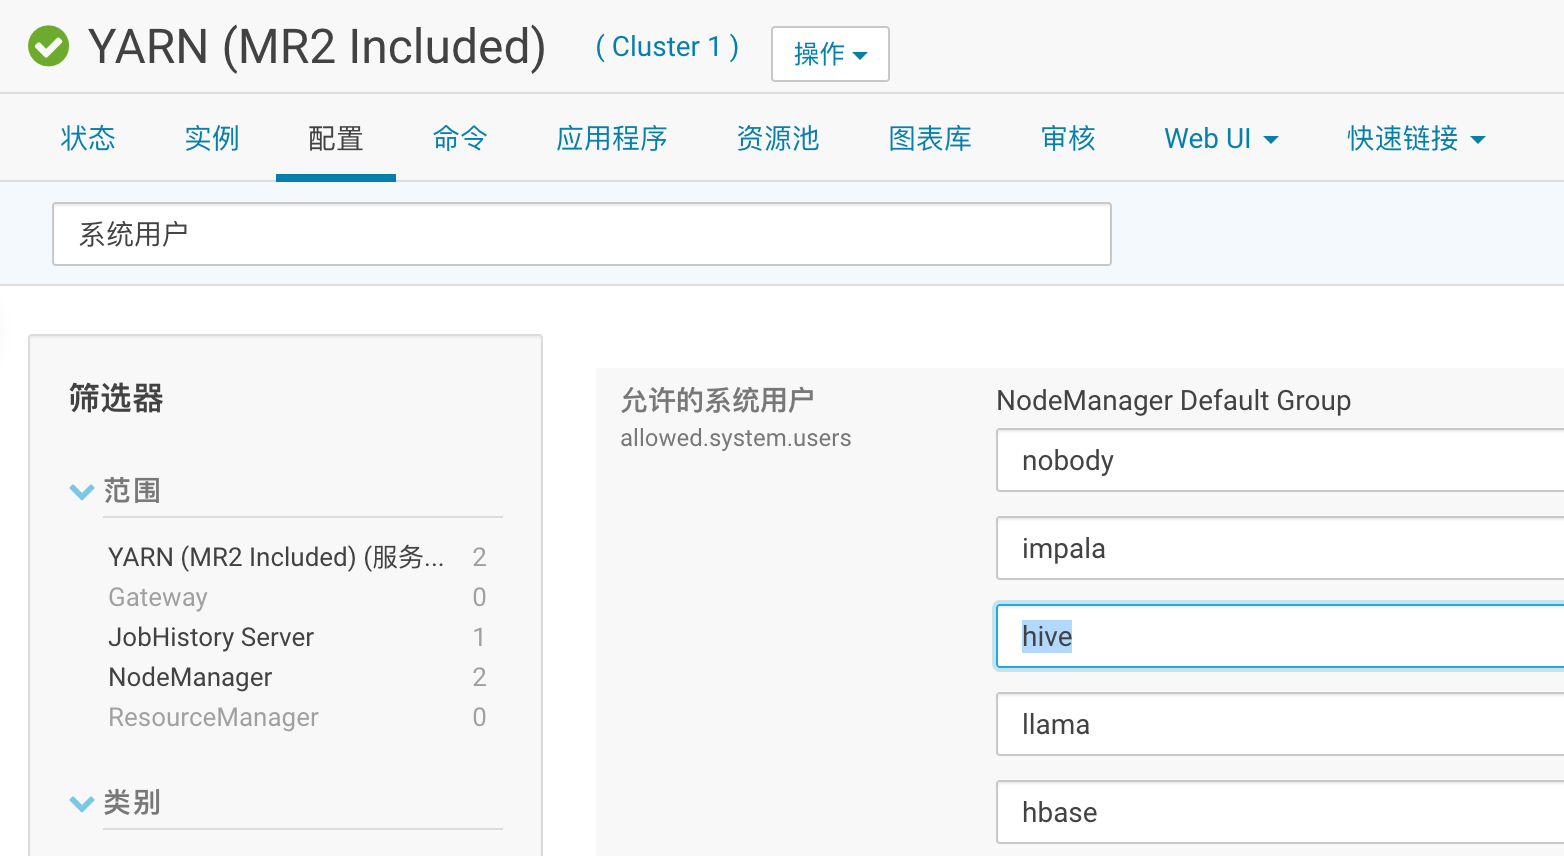 YARN (MR2 Included) ( Cluster 1 ) 操作
状态 实例 配置 命令 应用程序 资源池 图表库 审核 Web UI 快速链接
系统用户
筛选器
范围
YARN (MR2 Included) (服务... 2
Gateway 0
JobHistory Server 1
NodeManager 2
ResourceManager 0
类别
允许的系统用户
allowed.system.users
NodeManager Default Group
nobody
impala
hive
llama
hbase